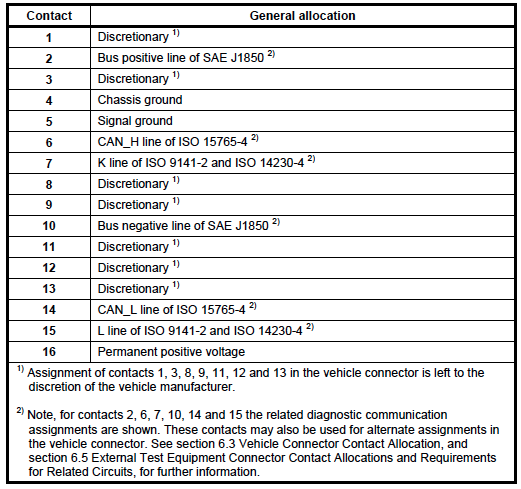 Contact General allocation
1 Discretionary 1)
2 Bus positive line of SAE J1850 2)
3 Discretionary 1)
4 Chassis ground
5 Signal ground
6 CAN_H line of ISO 15765-4 2)
7 K line of ISO 9141-2 and ISO 14230-4 2)
8 Discretionary 1)
9 Discretionary 1)
10 Bus negative line of SAE J1850 2)
11 Discretionary 1)
12 Discretionary 1)
13 Discretionary 1)
14 CAN_L line of ISO 15765-4 2)
15 L line of ISO 9141-2 and ISO 14230-4 2)
16 Permanent positive voltage
1) Assignment of contacts 1, 3, 8, 9, 11, 12 and 13 in the vehicle connector is left to the
discretion of the vehicle manufacturer.
2) Note, for contacts 2, 6, 7, 10, 14 and 15 the related diagnostic communication
assignments are shown. These contacts may also be used for alternate assignments in
the vehicle connector. See section 6.3 Vehicle Connector Contact Allocation, and
section 6.5 External Test Equipment Connector Contact Allocations and Requirements
for Related Circuits, for further information.